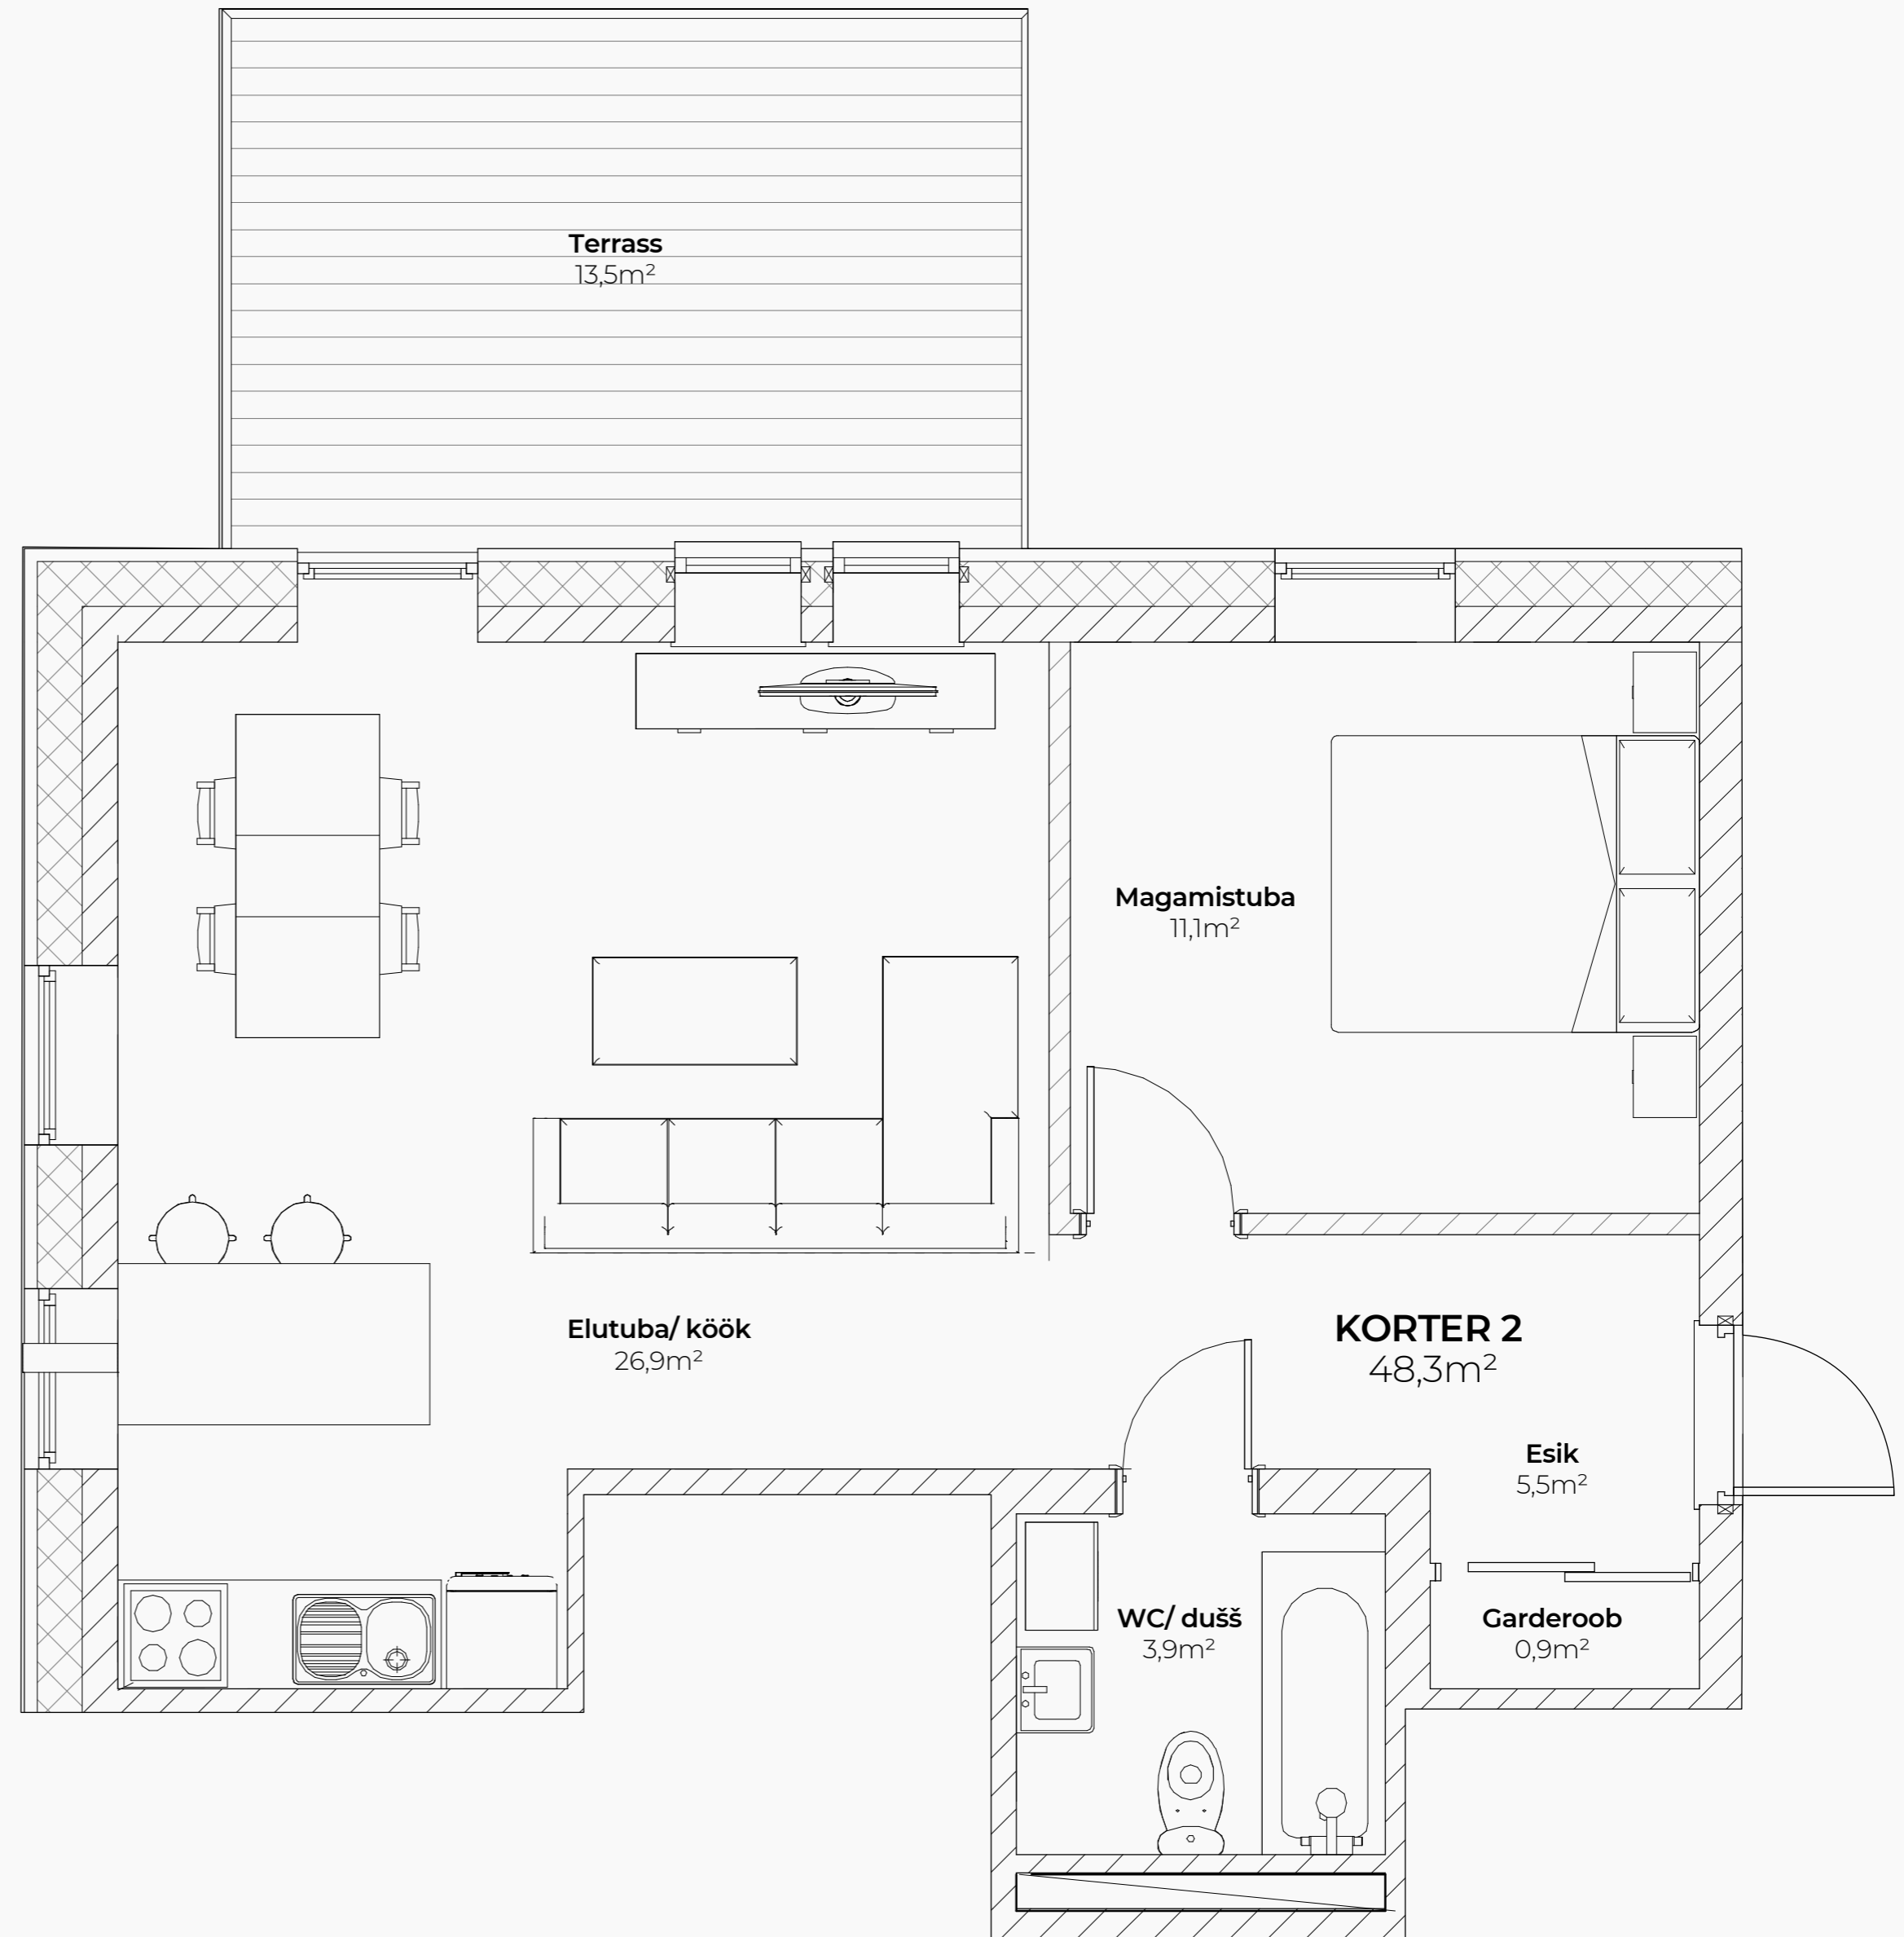 Terrass
13,5m²
Magamistuba
11,1m²
Elutuba/ köök
26,9m²
KORTER 2
48,3m²
Esik
5,5m²
WC/ dušš
3,9m²
Garderoob
0,9m²